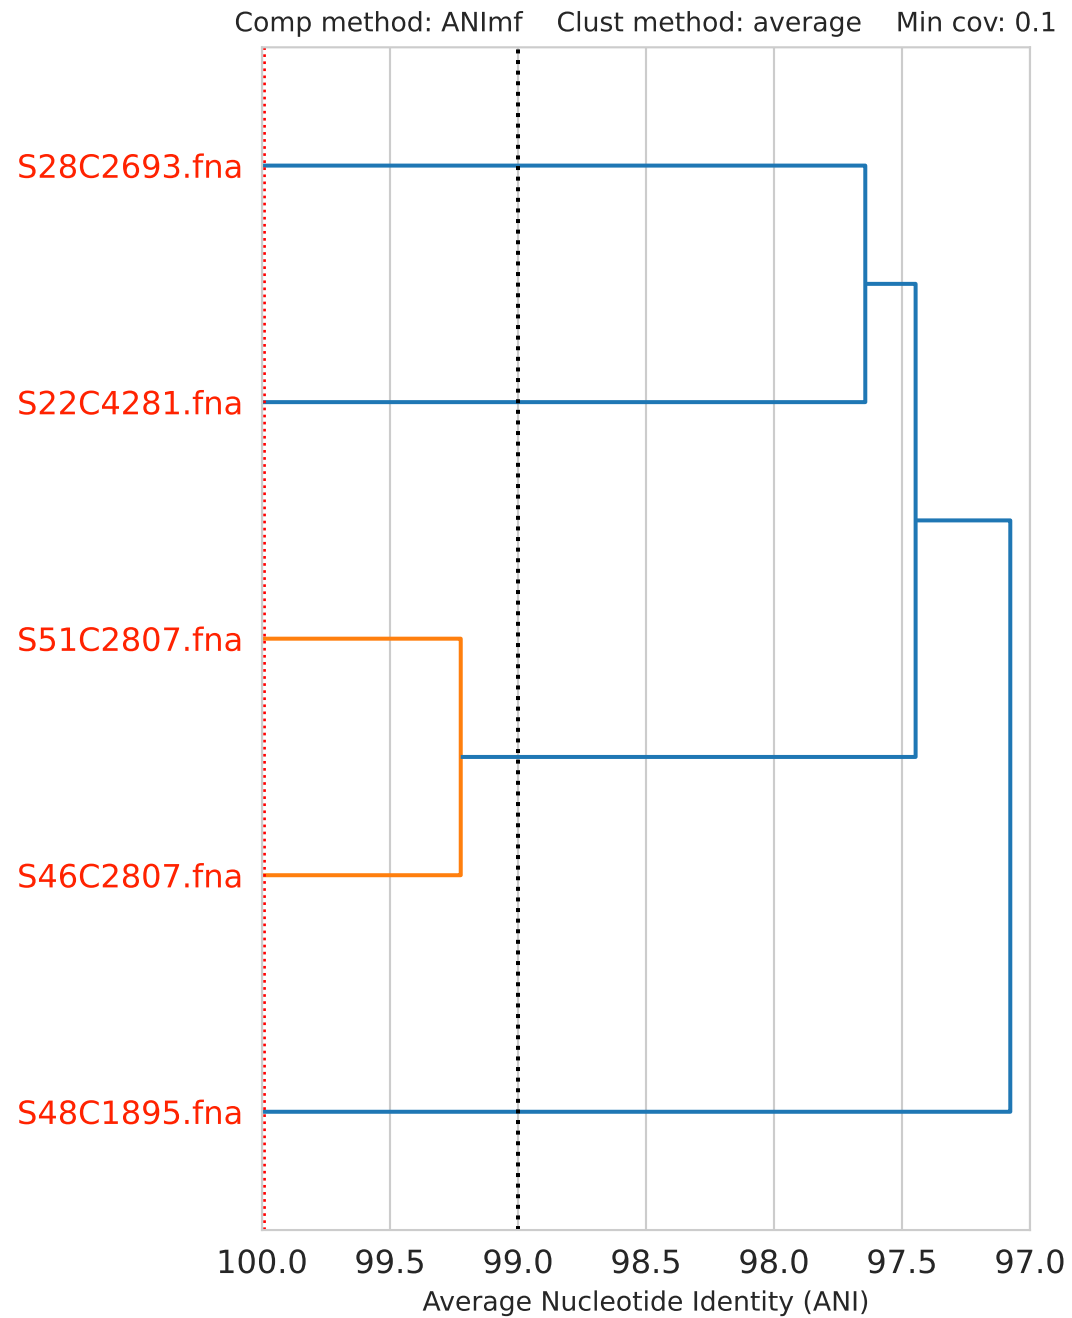 Comp method: ANImf    Clust method: average    Min cov: 0.1
S28C2693.fna
S22C4281.fna
S51C2807.fna
S46C2807.fna
S48C1895.fna
100.0 99.5 99.0 98.5 98.0 97.5 97.0
Average Nucleotide Identity (ANI)